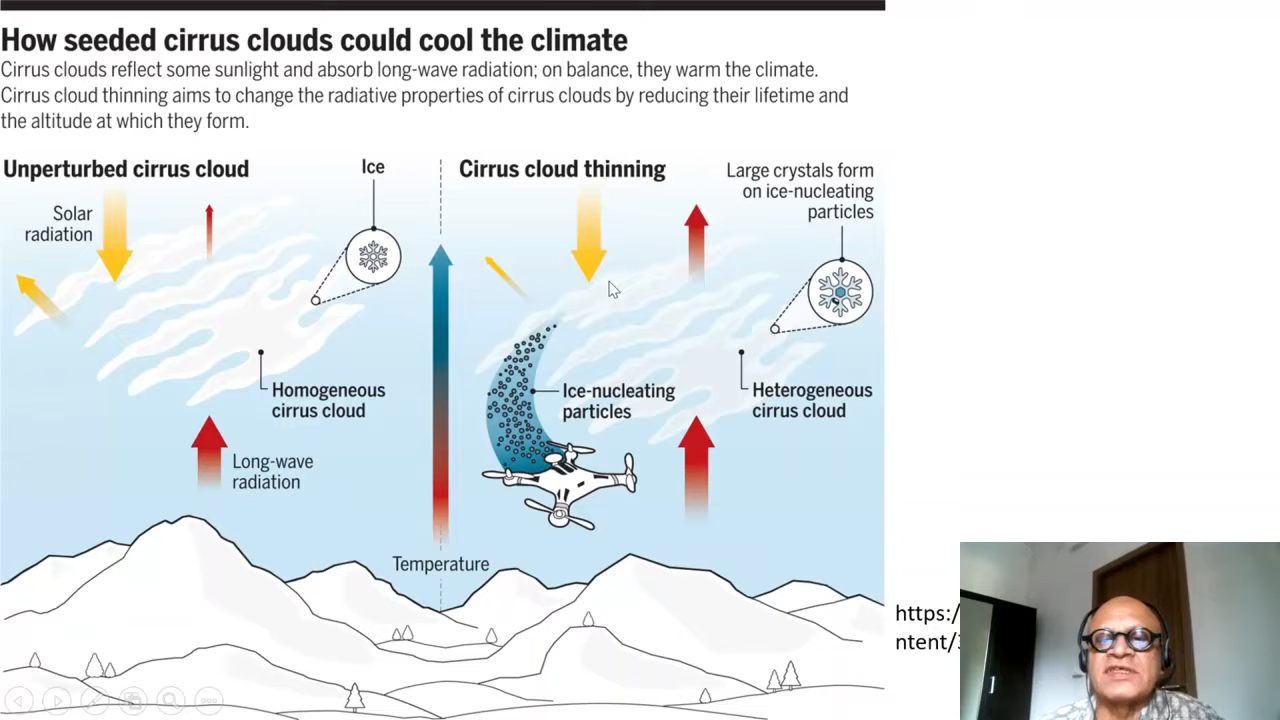 How seeded cirrus clouds could cool the climate
Cirrus clouds reflect some sunlight and absorb long-wave radiation; on balance, they warm the climate.
Cirrus cloud thinning aims to change the radiative properties of cirrus clouds by reducing their lifetime and
the altitude at which they form.
Unperturbed cirrus cloud
Ice
Solar
radiation
Homogeneous
cirrus cloud
Long-wave
radiation
Temperature
Cirrus cloud thinning
Large crystals form
on ice-nucleating
particles
Ice-nucleating
particles
Heterogeneous
cirrus cloud
https:/
ntent/